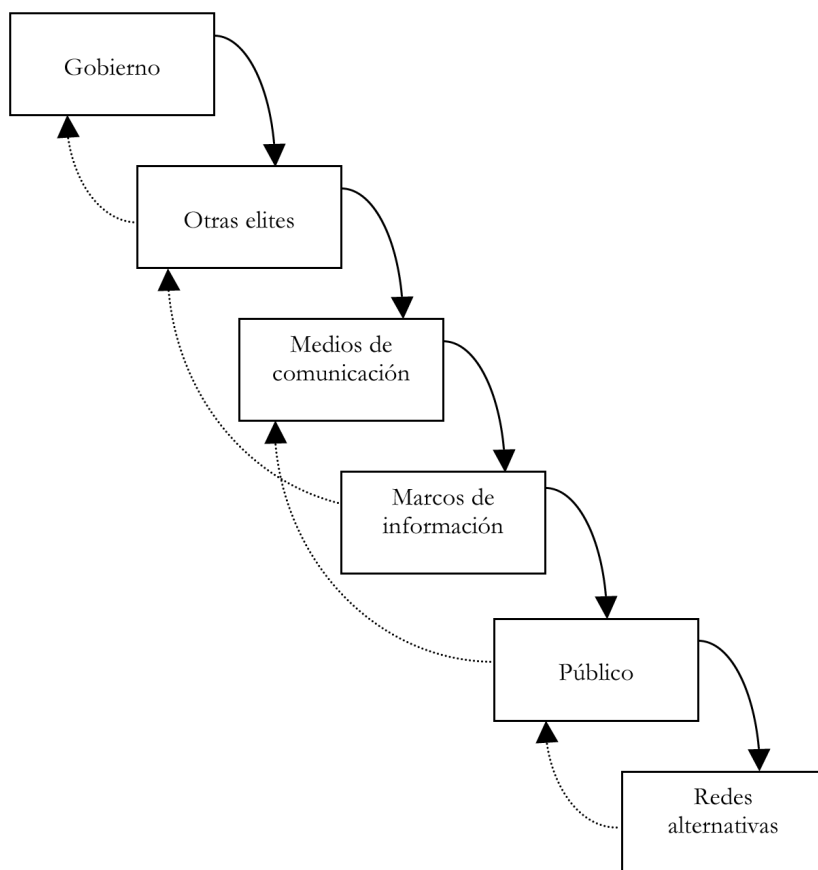 Gobierno
Otras elites
Medios de
comunicación
Marcos de
información
Público
Redes
alternativas